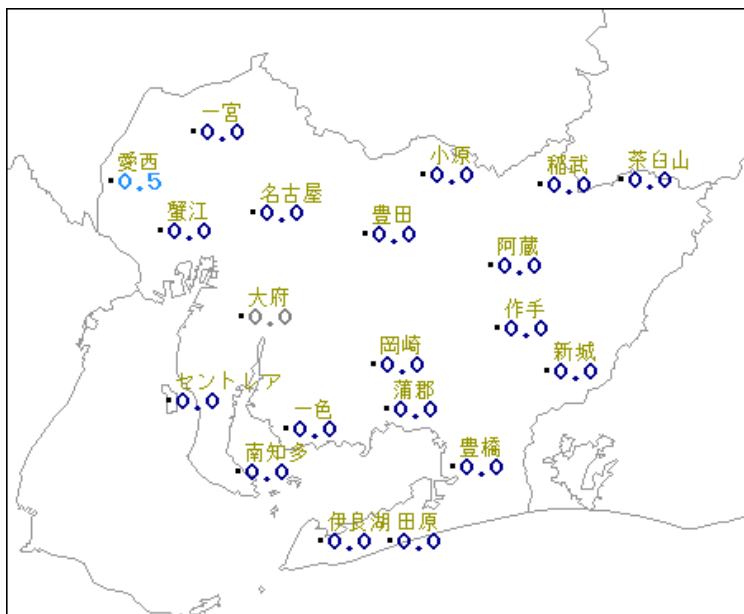 一宮
0.0
愛西
0.5
小原
0.0
稲武
0.0
茶臼山
0.0
蟹江
0.0
名古屋
0.0
豊田
0.0
阿蔵
0.0
大府
0.0
作手
0.0
岡崎
0.0
新城
0.0
セントレア
0.0
蒲郡
0.0
一色
0.0
南知多
0.0
豊橋
0.0
伊良湖
0.0
田原
0.0